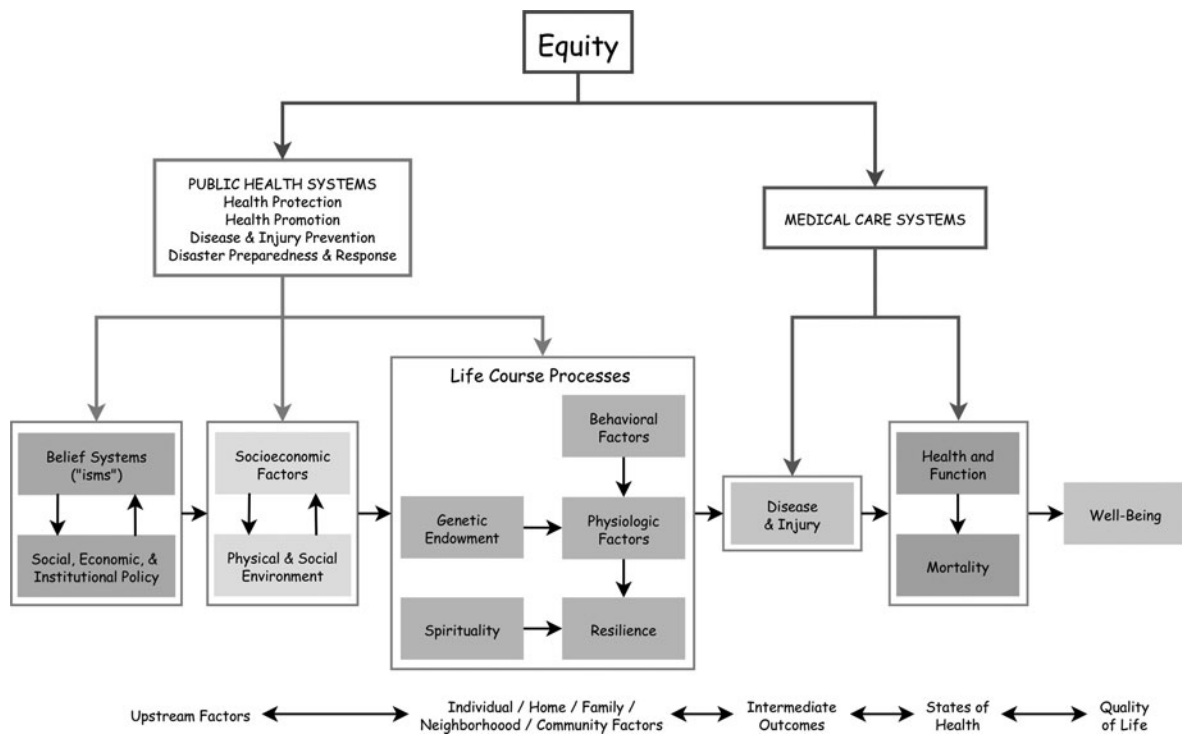 Equity
PUBLIC HEALTH SYSTEMS
Health Protection
Health Promotion
Disease & Injury Prevention
Disaster Preparedness & Response
MEDICAL CARE SYSTEMS
Belief Systems
("isms")
Social, Economic, &
Institutional Policy
Socioeconomic
Factors
Physical & Social
Environment
Life Course Processes
Behavioral
Factors
Genetic
Endowment
Physiologic
Factors
Spirituality
Resilience
Disease
& Injury
Health and
Function
Mortality
Well-Being
Upstream Factors
Individual / Home / Family /
Neighborhoood / Community Factors
Intermediate
Outcomes
States of
Health
Quality
of Life